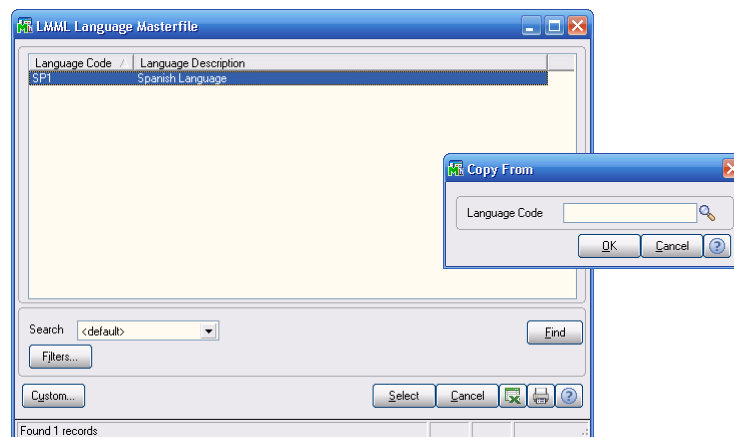 LMML Language Masterfile
Language Code / Language Description
SP1 Spanish Language
Copy From
Language Code
OK Cancel
Search <default> Find
Filters...
Custom... Select Cancel
Found 1 records